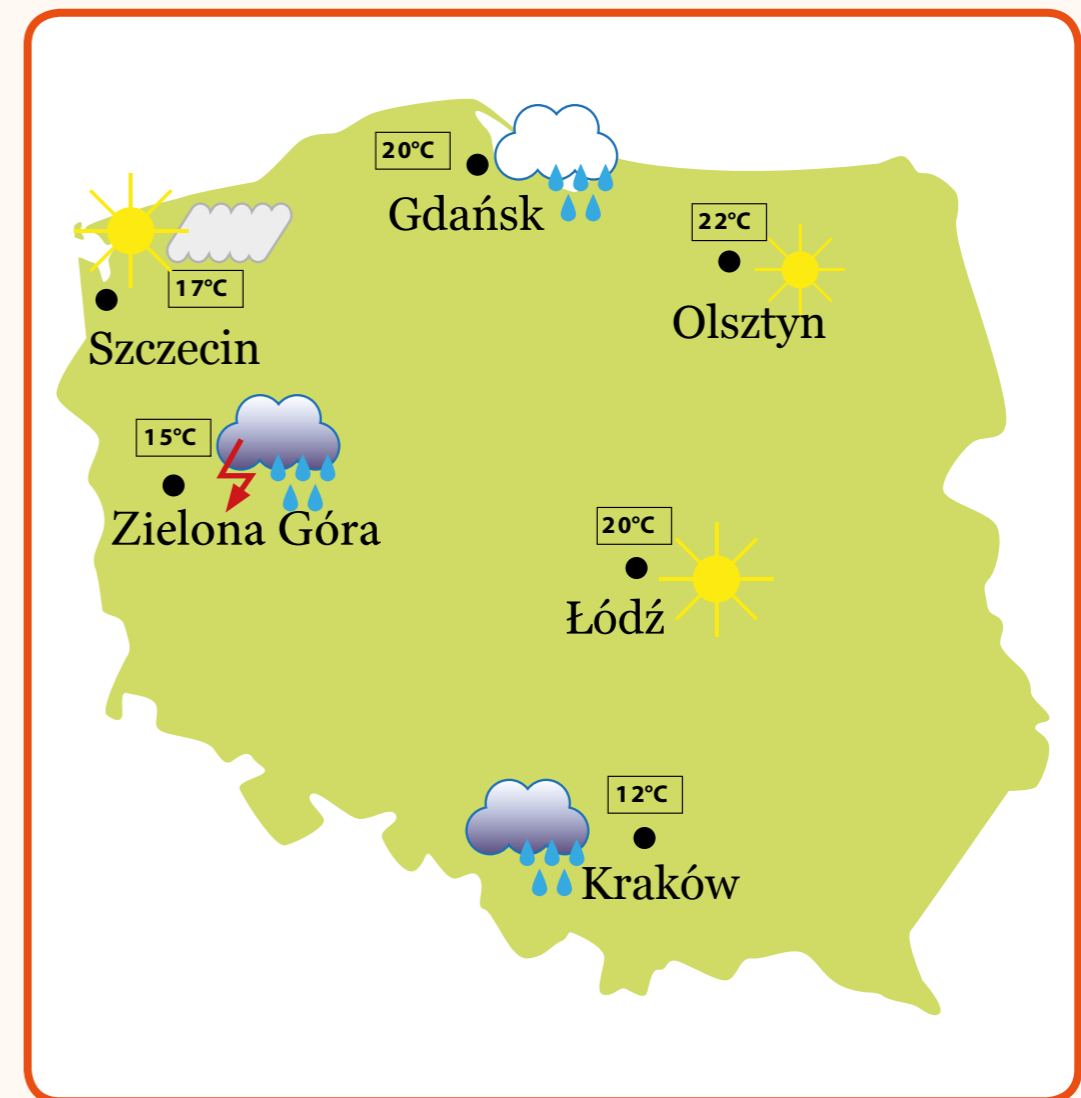 20°C
Gdańsk
22°C
Olsztyn
17°C
Szczecin
15°C
Zielona Góra
20°C
Łódź
12°C
Kraków